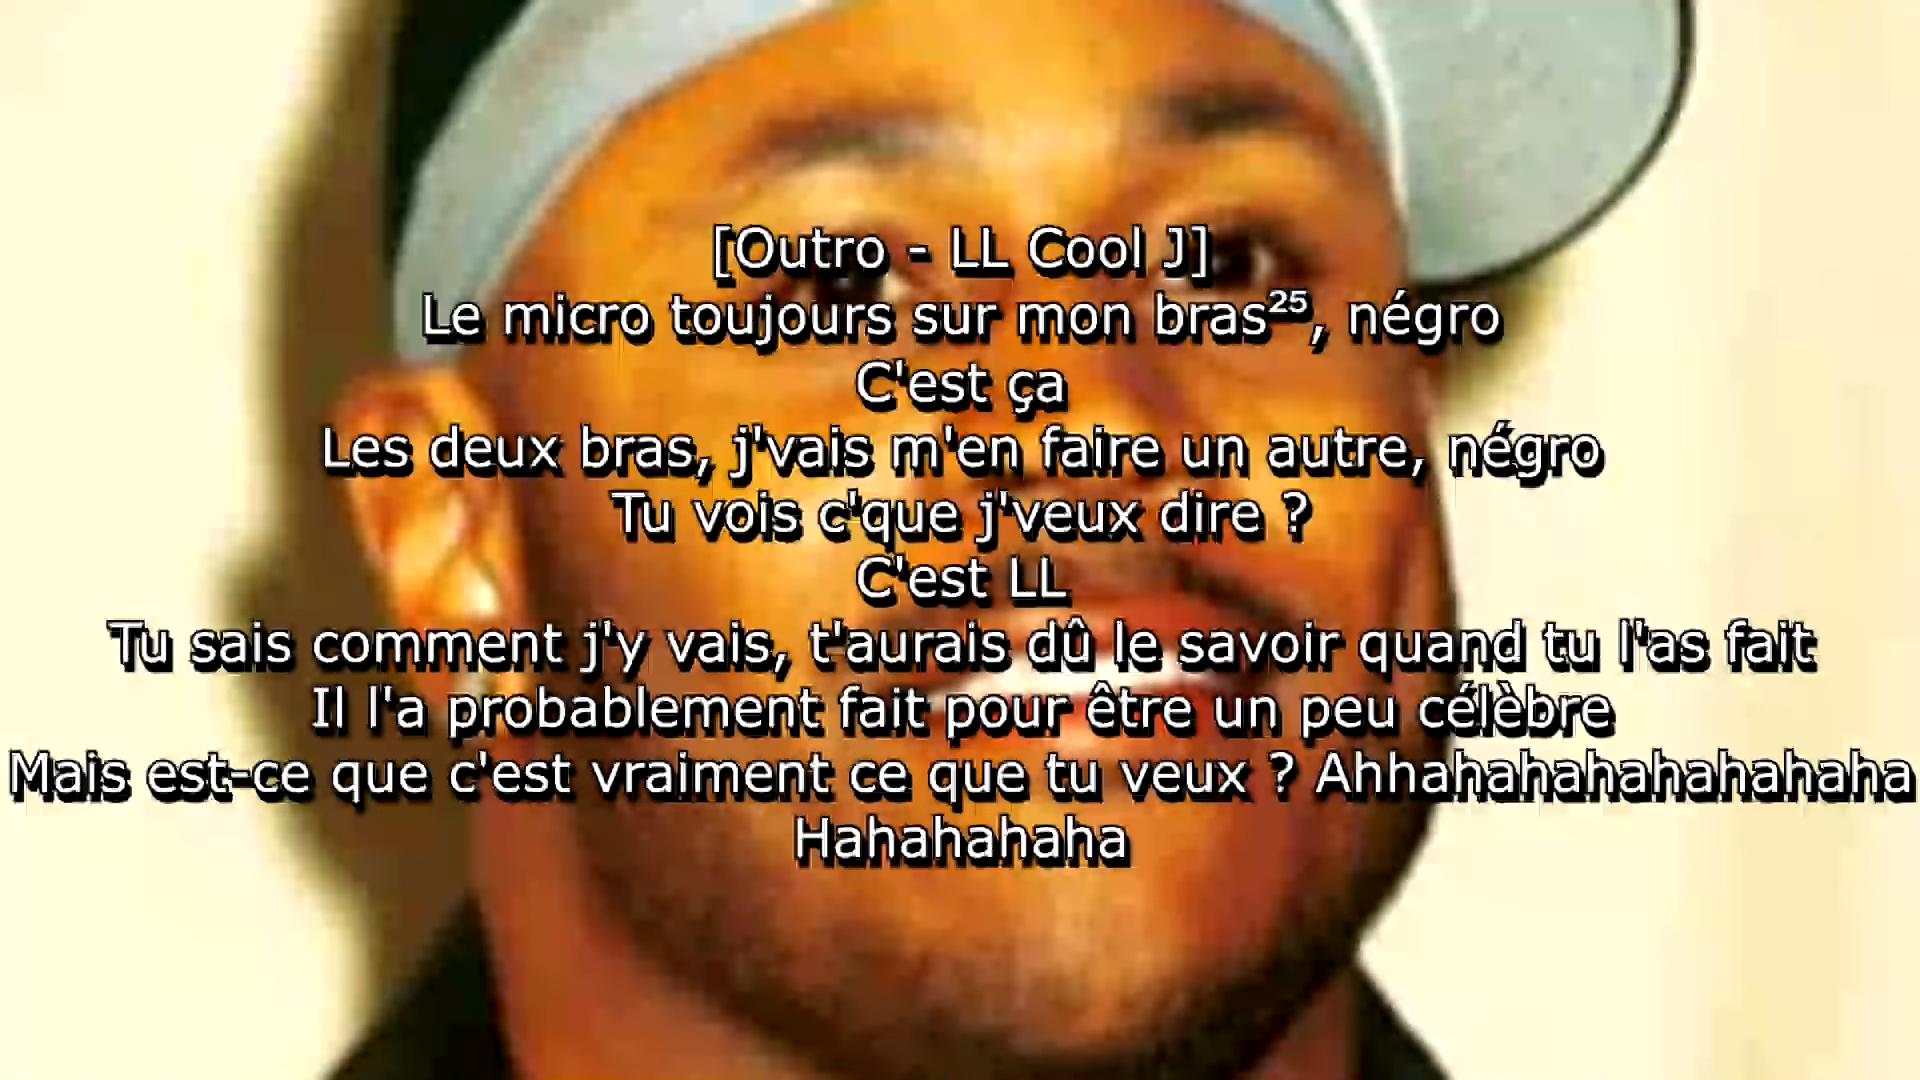 [Outro - LL Cool J]
Le micro toujours sur mon bras²⁵, négro
C'est ça
Les deux bras, j'vais m'en faire un autre, négro
Tu vois c'que j'veux dire ?
C'est LL
Tu sais comment j'y vais, t'aurais dû le savoir quand tu l'as fait
Il l'a probablement fait pour être un peu célèbre
Mais est-ce que c'est vraiment ce que tu veux ? Ahhahahahahahahaha
Hahahahaha